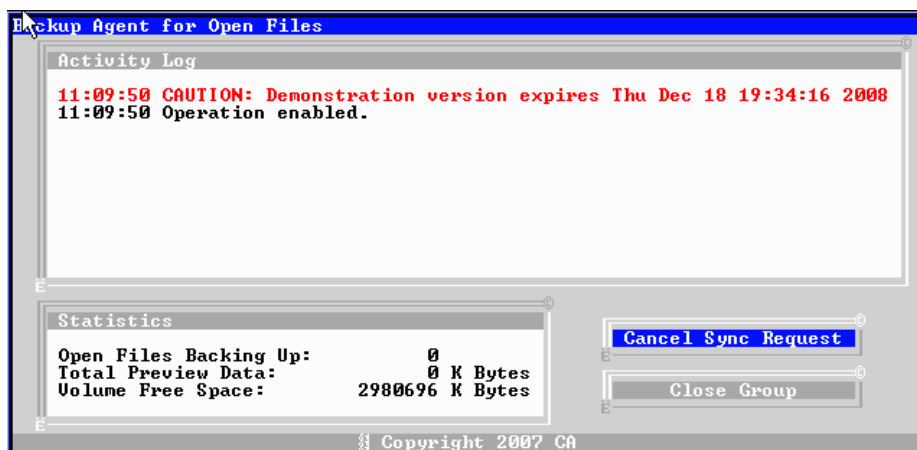 Backup Agent for Open Files
Activity Log
11:09:50 CAUTION: Demonstration version expires Thu Dec 18 19:34:16 2008
11:09:50 Operation enabled.
Statistics
Open Files Backing Up: 0
Total Preview Data: 0 K Bytes
Volume Free Space: 2980696 K Bytes
Cancel Sync Request
Close Group
Copyright 2007 CA